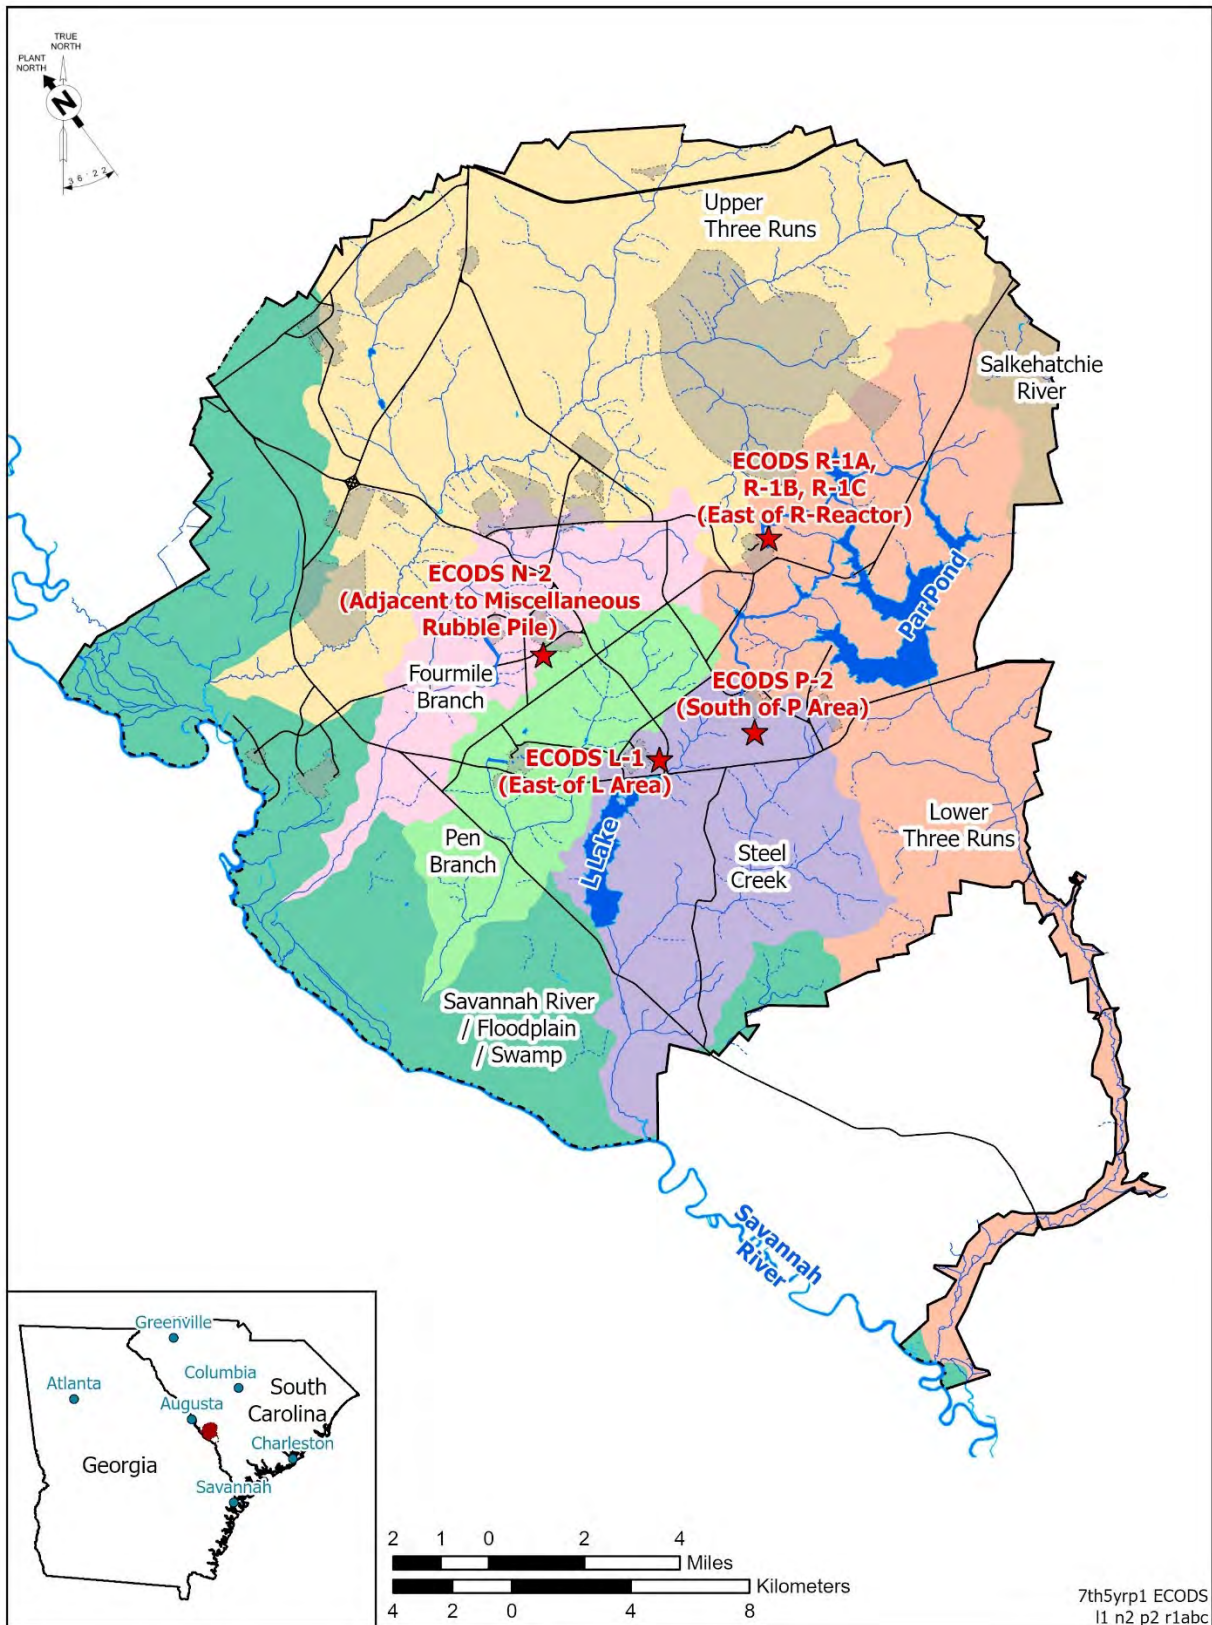 TRUE
NORTH
PLANT
NORTH
N
36°22'
Upper
Three Runs
Salkehatchie
River
ECODS R-1A,
R-1B, R-1C
(East of R-Reactor)
ECODS N-2
(Adjacent to Miscellaneous
Rubble Pile)
Par Pond
Fourmile
Branch
ECODS P-2
(South of P Area)
ECODS L-1
(East of L Area)
Lower
Three Runs
Pen
Branch
L Lake
Steel
Creek
Savannah River
/ Floodplain
/ Swamp
Savannah
River
Greenville
Atlanta
Columbia
South
Carolina
Augusta
Charleston
Georgia
Savannah
2 1 0 2 4
Miles
Kilometers
4 2 0 4 8
7th5yrp1 ECODS
l1 n2 p2 r1abc